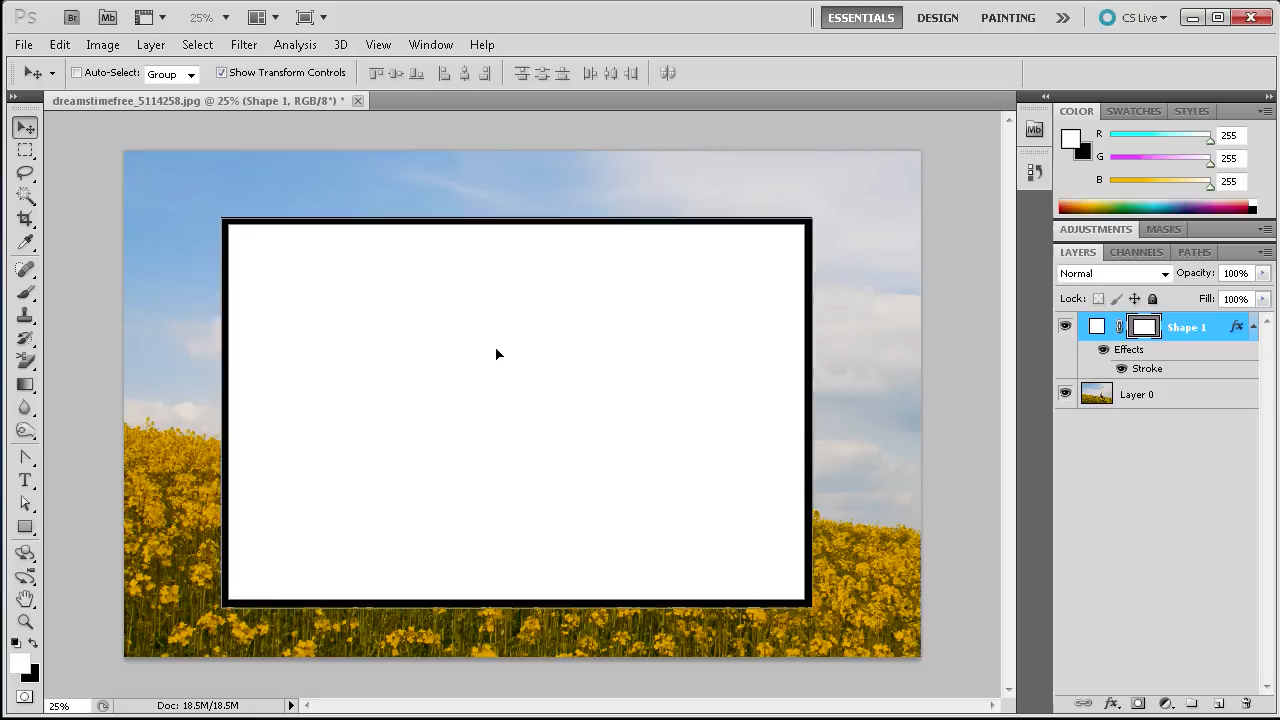 Ps Br Mb 25% ESSENTIALS DESIGN PAINTING CS Live
File Edit Image Layer Select Filter Analysis 3D View Window Help
Auto-Select: Group Show Transform Controls
dreamstimefree_5114258.jpg @ 25% (Shape 1, RGB/8*) *
Mb
COLOR SWATCHES STYLES
R 255
G 255
B 255
ADJUSTMENTS MASKS
LAYERS CHANNELS PATHS
Normal Opacity: 100%
Lock: Fill: 100%
Shape 1 fx
Effects
Stroke
Layer 0
T
25% Doc: 18.5M/18.5M
fx